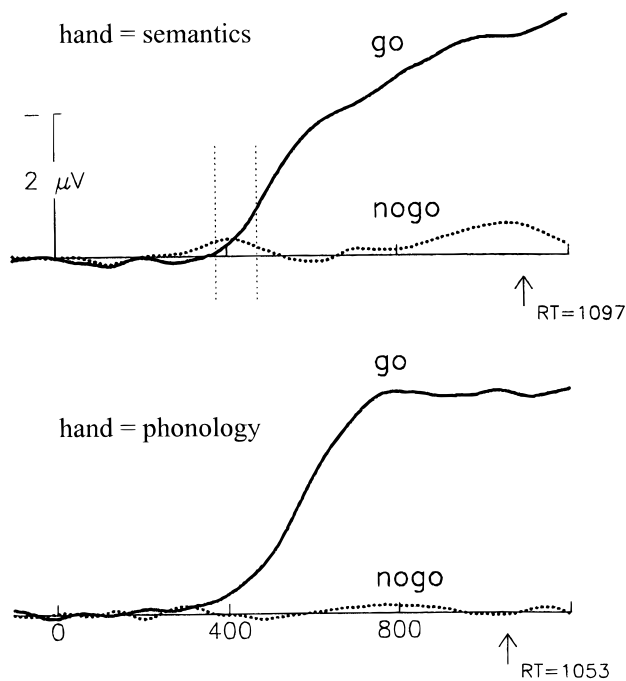 hand = semantics
go
2 μV
nogo
RT=1097
go
hand = phonology
nogo
0 400 800
RT=1053